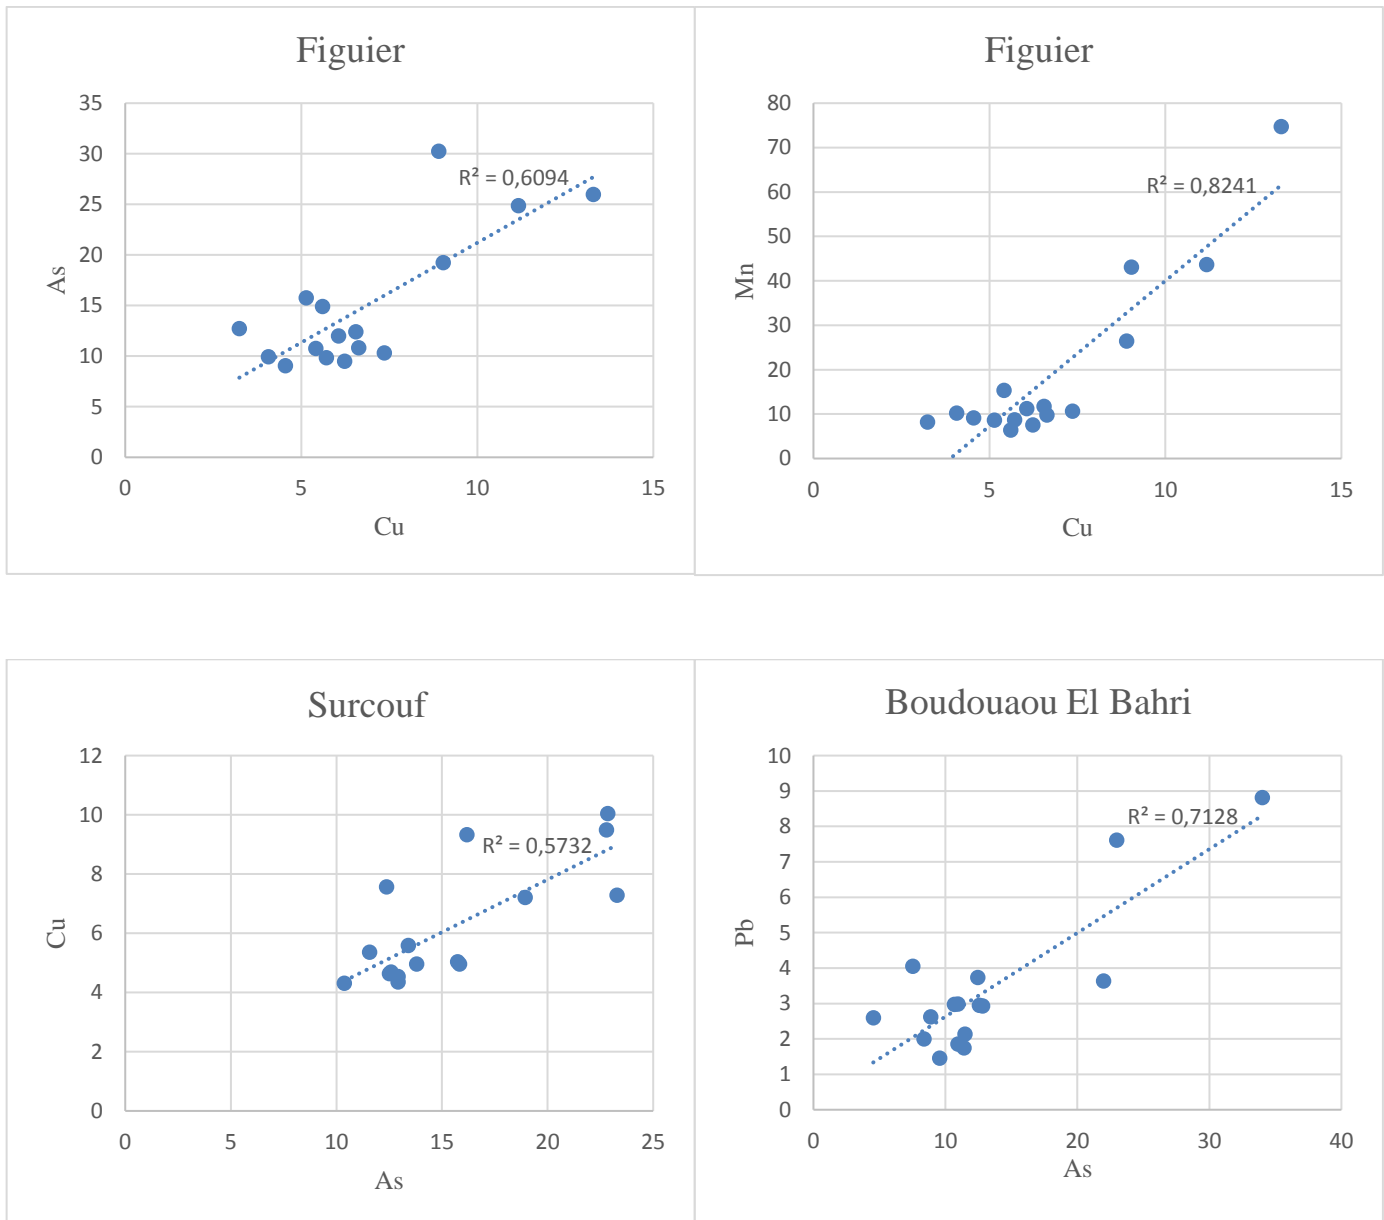 Figuier
35
30
25
20
15
10
5
0
As
R² = 0,6094
0 5 10 15
Cu
Figuier
80
70
60
50
40
30
20
10
0
Mn
R² = 0,8241
0 5 10 15
Cu
Surcouf
12
10
8
6
4
2
0
Cu
R² = 0,5732
0 5 10 15 20 25
As
Boudouaou El Bahri
10
9
8
7
6
5
4
3
2
1
0
Pb
R² = 0,7128
0 10 20 30 40
As